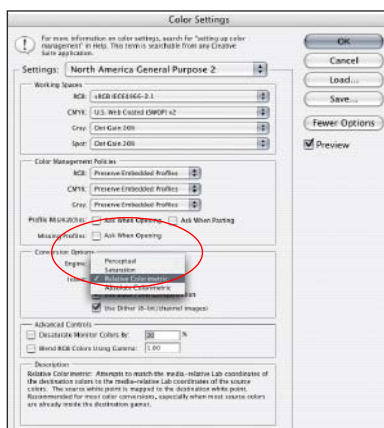 Color Settings
For more information on color settings, search for "setting up color
management" in Help. This term is searchable from any Creative
Suite application.
OK
Cancel
Load...
Save...
Fewer Options
Preview
Settings: North America General Purpose 2
Working Spaces
RGB: sRGB IEC61966-2.1
CMYK: U.S. Web Coated (SWOP) v2
Gray: Dot Gain 20%
Spot: Dot Gain 20%
Color Management Policies
RGB: Preserve Embedded Profiles
CMYK: Preserve Embedded Profiles
Gray: Preserve Embedded Profiles
Profile Mismatches: Ask When Opening Ask When Pasting
Missing Profiles: Ask When Opening
Conversion Options
Engine:
Perceptual
Saturation
Intent: Relative Colorimetric
Absolute Colorimetric
Use Dither (8-bit/channel images)
Advanced Controls
Desaturate Monitor Colors By: 20 %
Blend RGB Colors Using Gamma: 1.00
Description
Relative Colorimetric: Attempts to match the media-relative Lab coordinates of
the destination colors to the media-relative Lab coordinates of the source
colors. The source white point is mapped to the destination white point.
Recommended for most color conversions, especially when most source colors
are already inside the destination gamut.